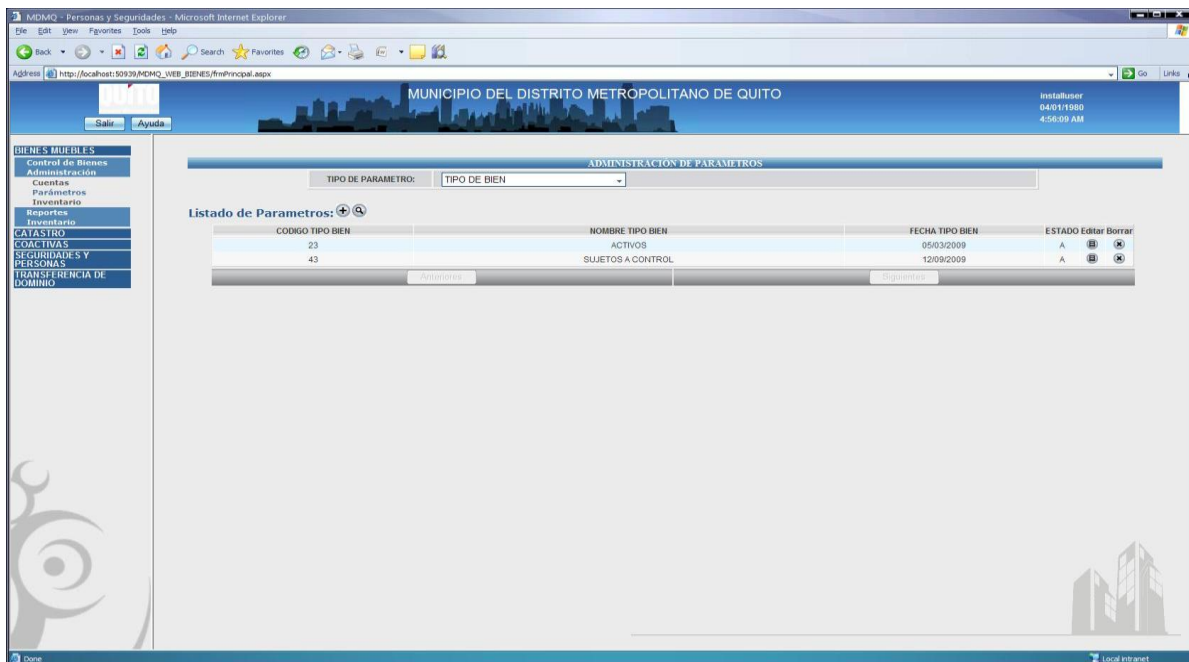 MDMQ - Personas y Seguridades - Microsoft Internet Explorer
File Edit View Favorites Tools Help
Back Search Favorites
Address http://localhost:50939/MDMQ_WEB_BIENES/frmPrincipal.aspx Go Links
QUITO
MUNICIPIO DEL DISTRITO METROPOLITANO DE QUITO
installuser
04/01/1980
4:56:09 AM
Salir Ayuda
BIENES MUEBLES
Control de Bienes
Administración
Cuentas
Parámetros
Inventario
Reportes
Inventario
CATASTRO
COACTIVAS
SEGURIDADES Y
PERSONAS
TRANSFERENCIA DE
DOMINIO
ADMINISTRACIÓN DE PARAMETROS
TIPO DE PARAMETRO: TIPO DE BIEN
Listado de Parametros:
CODIGO TIPO BIEN NOMBRE TIPO BIEN FECHA TIPO BIEN ESTADO Editar Borrar
23 ACTIVOS 05/03/2009 A
43 SUJETOS A CONTROL 12/09/2009 A
Anteriores Siguientes
Done Local intranet